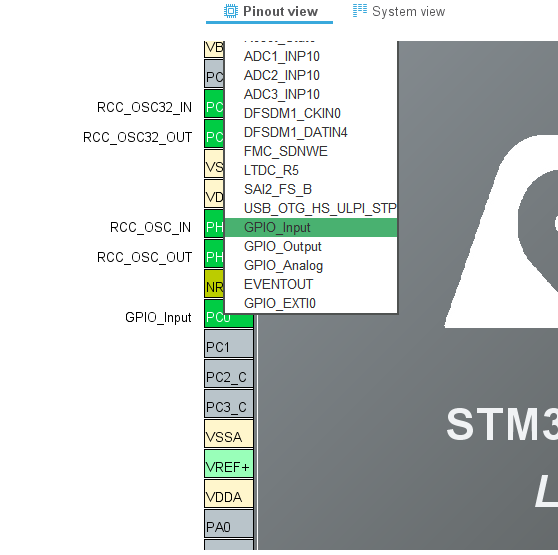 Pinout view
System view
Reset_State
ADC1_INP10
ADC2_INP10
ADC3_INP10
DFSDM1_CKIN0
DFSDM1_DATIN4
FMC_SDNWE
LTDC_R5
SAI2_FS_B
USB_OTG_HS_ULPI_STP
GPIO_Input
GPIO_Output
GPIO_Analog
EVENTOUT
GPIO_EXTI0
VB
PC
RCC_OSC32_IN
PC
RCC_OSC32_OUT
PC
VS
VD
RCC_OSC_IN
PH
RCC_OSC_OUT
PH
NR
GPIO_Input
PC0
PC1
PC2_C
PC3_C
VSSA
VREF+
VDDA
PA0
STM3
L